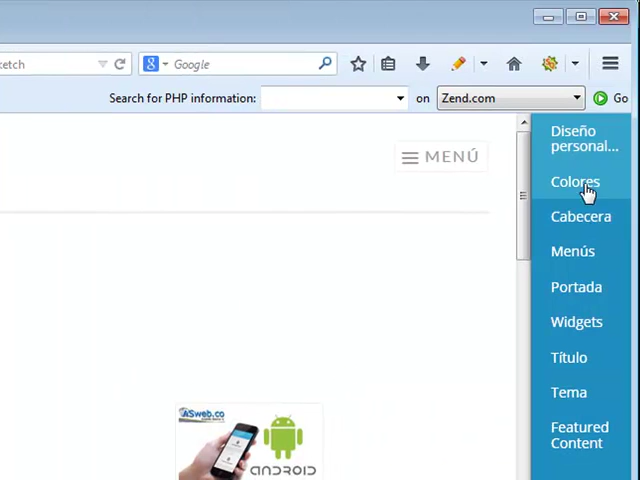 ketch
Google
Search for PHP information:
on
Zend.com
Go
MENÚ
Diseño
personal...
Colores
Cabecera
Menús
Portada
Widgets
Título
Tema
Featured
Content
ASweb.co
ANDROID